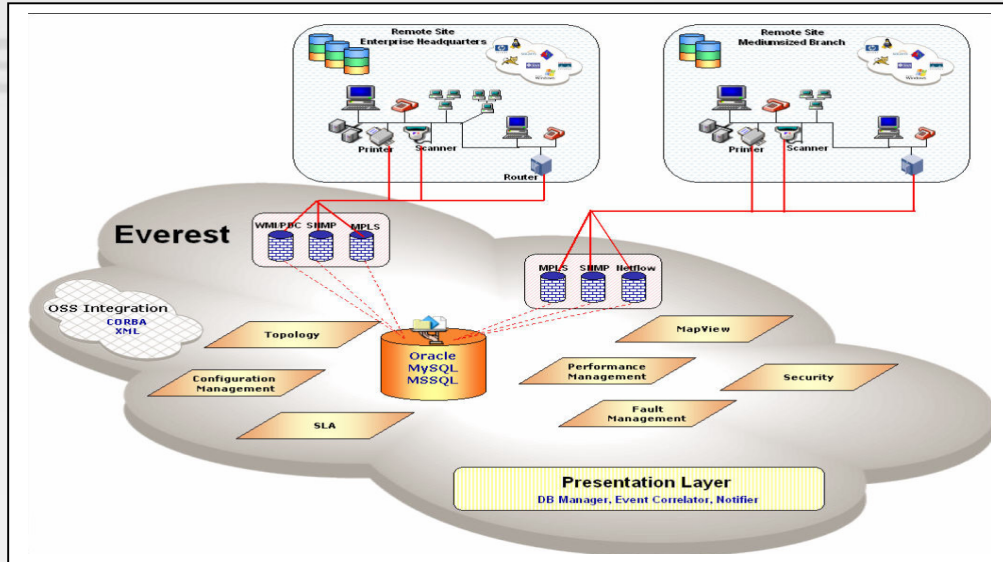 Remote Site
Enterprise Headquarters
Remote Site
Mediumsized Branch
Printer
Scanner
Router
Printer
Scanner
WMI/PDC
SNMP
MPLS
Everest
MPLS
SNMP
Netflow
OSS Integration
CORBA
XML
Topology
MapView
Oracle
MySQL
MSSQL
Configuration
Management
Performance
Management
Security
SLA
Fault
Management
Presentation Layer
DB Manager, Event Correlator, Notifier